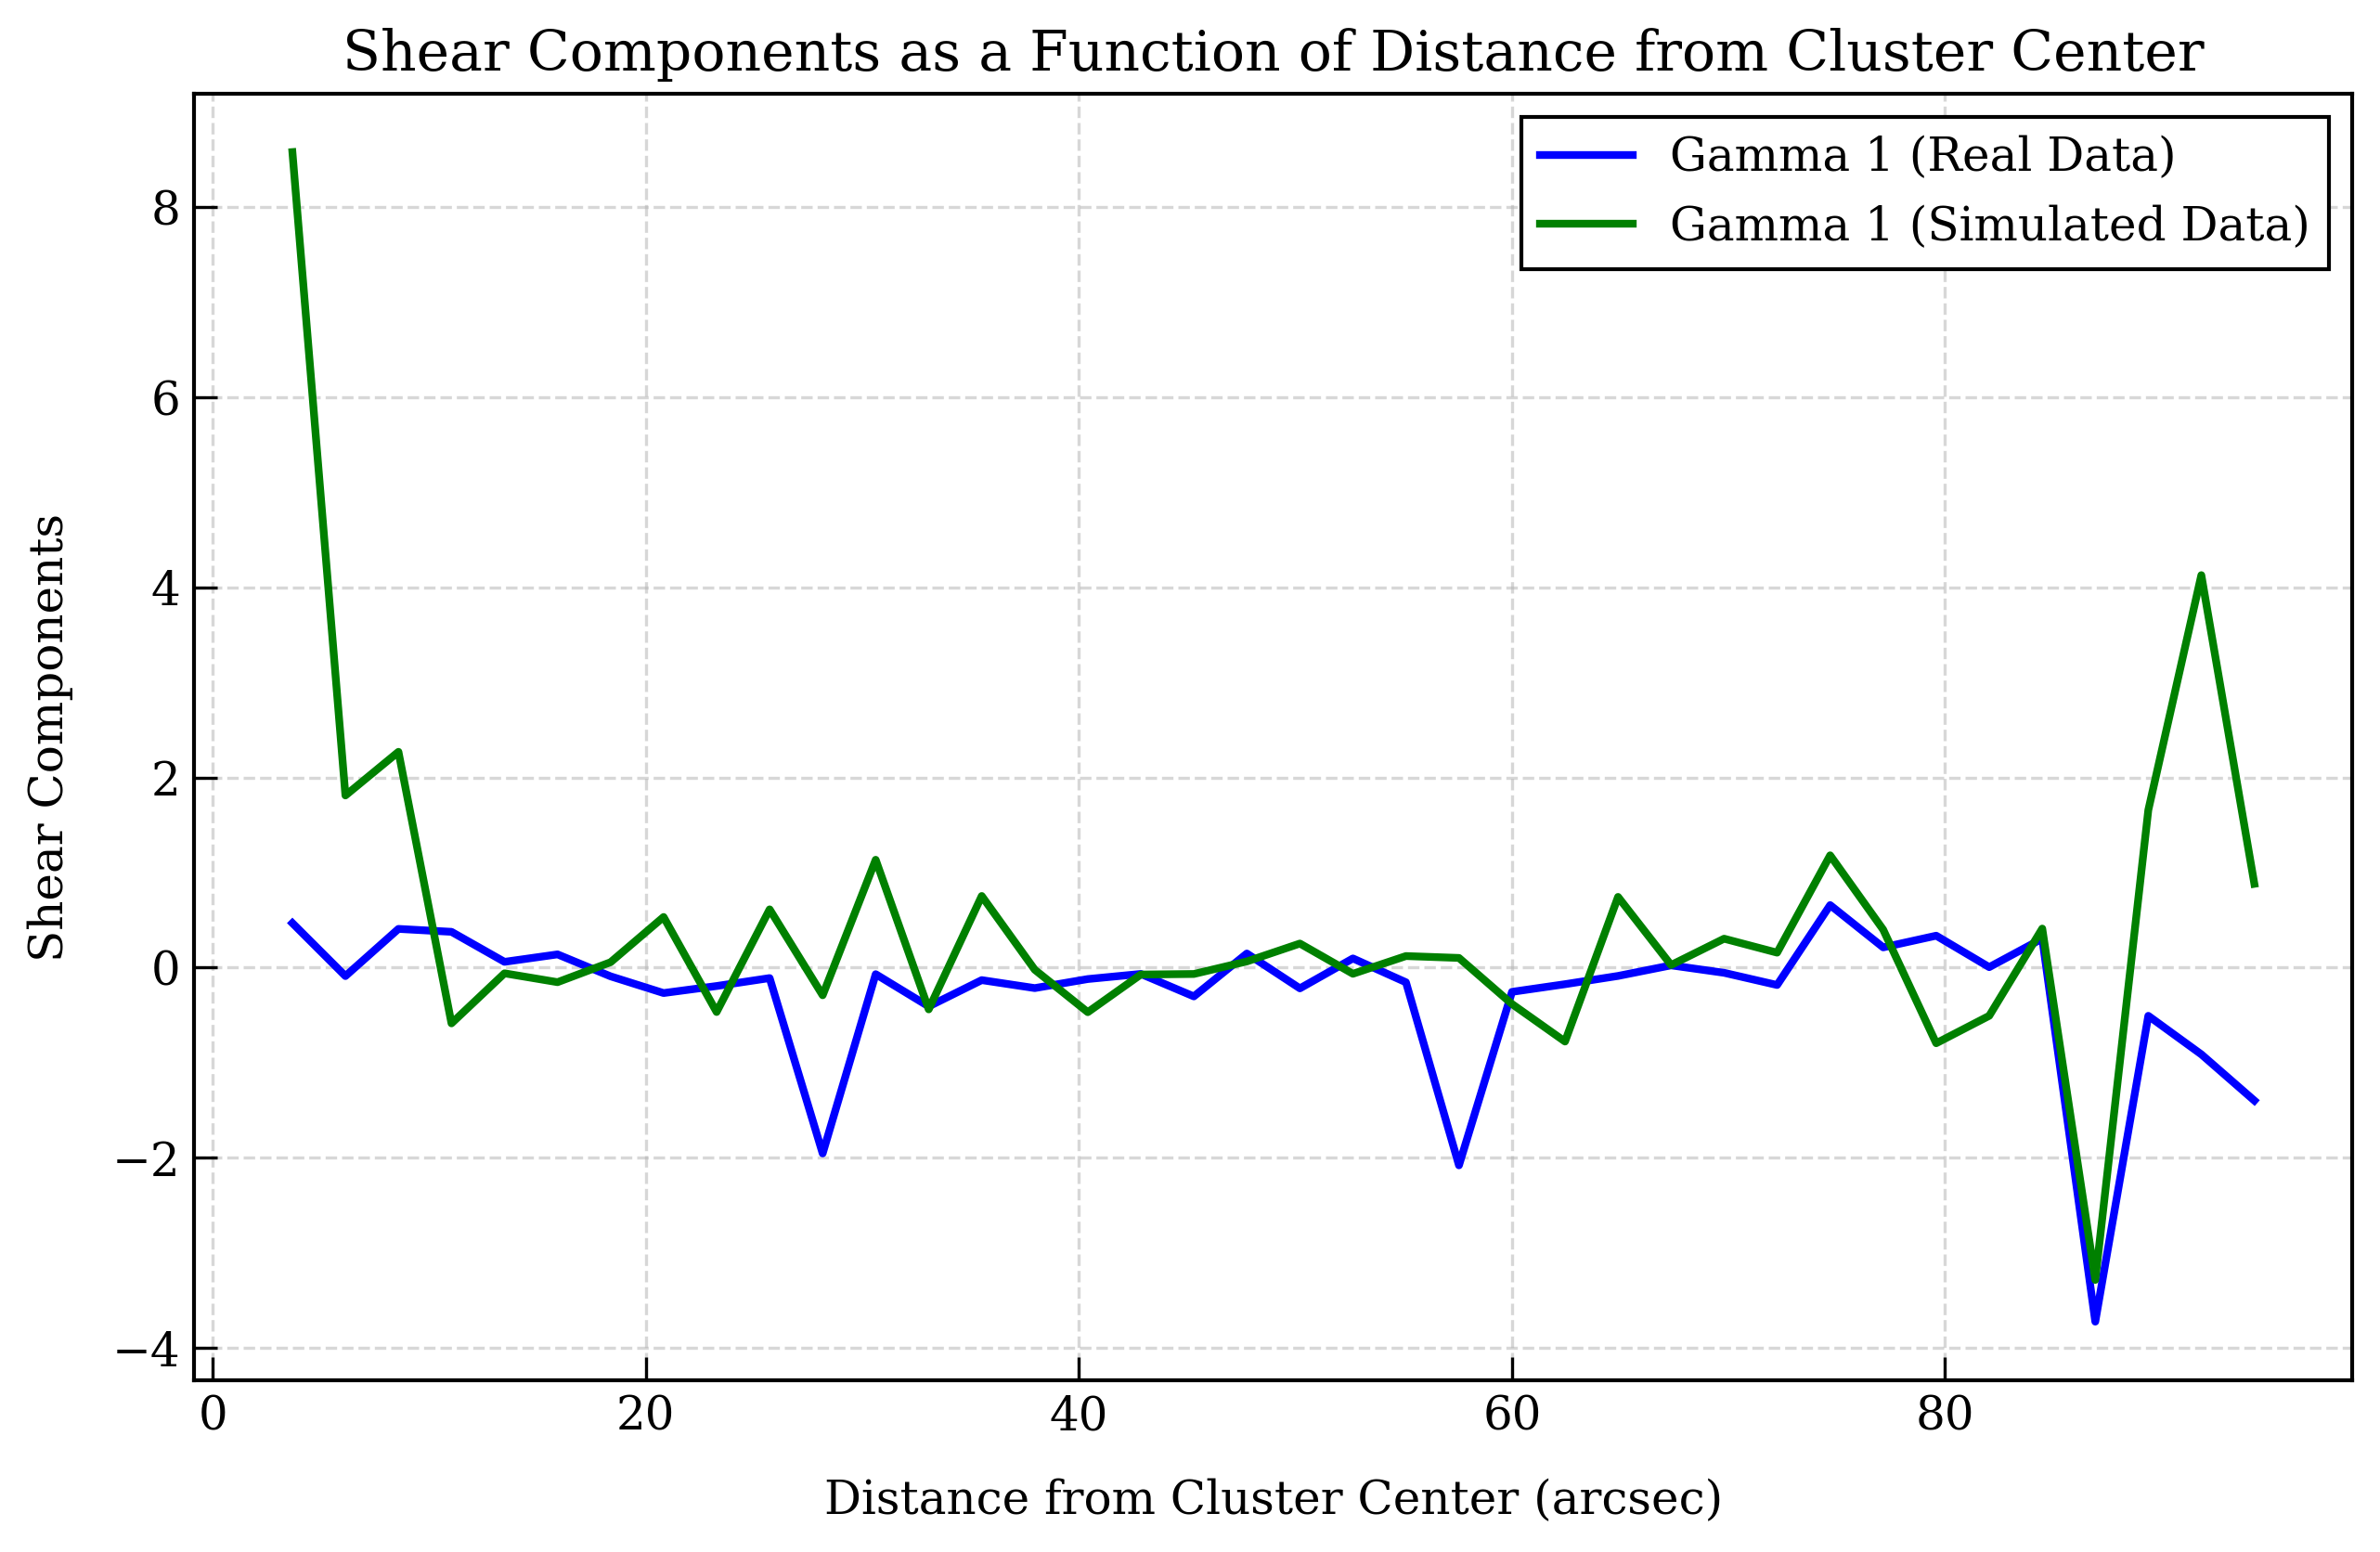 Shear Components as a Function of Distance from Cluster Center
Gamma 1 (Real Data)
Gamma 1 (Simulated Data)
Shear Components
8
6
4
2
0
−2
−4
0 20 40 60 80
Distance from Cluster Center (arcsec)